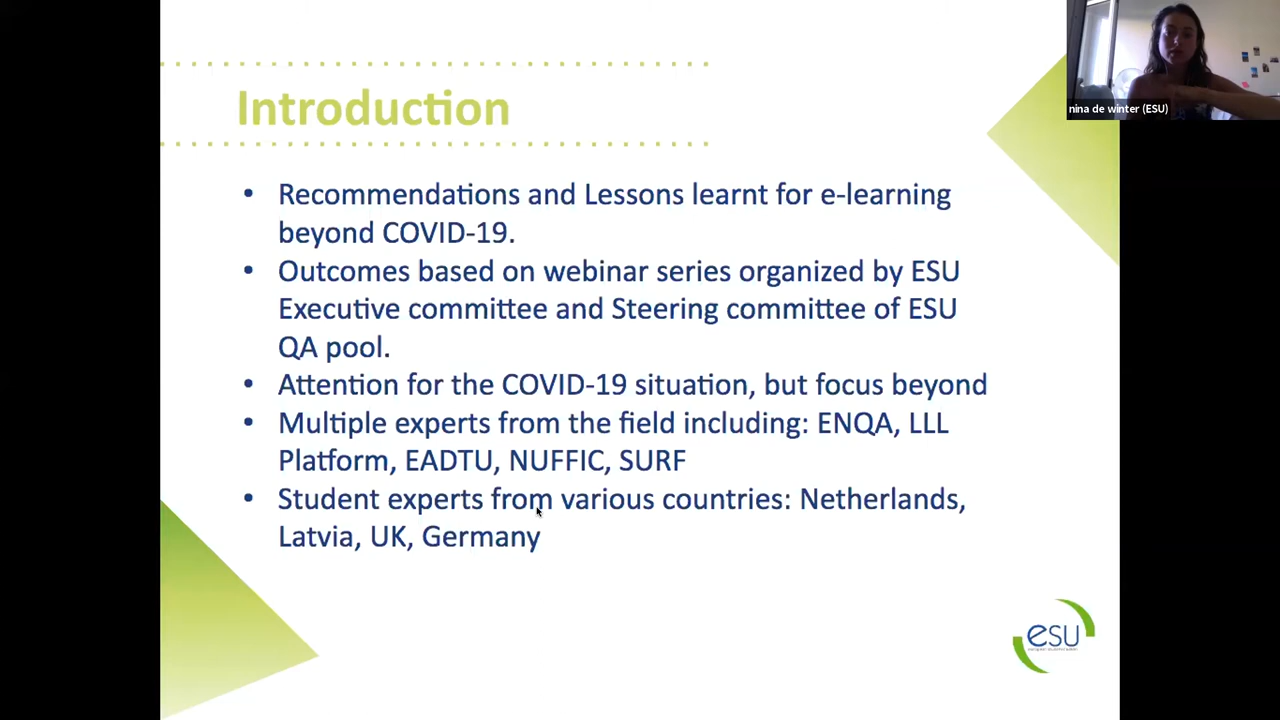 Introduction
nina de winter (ESU)
• Recommendations and Lessons learnt for e-learning
beyond COVID-19.
• Outcomes based on webinar series organized by ESU
Executive committee and Steering committee of ESU
QA pool.
• Attention for the COVID-19 situation, but focus beyond
• Multiple experts from the field including: ENQA, LLL
Platform, EADTU, NUFFIC, SURF
• Student experts from various countries: Netherlands,
Latvia, UK, Germany
esu